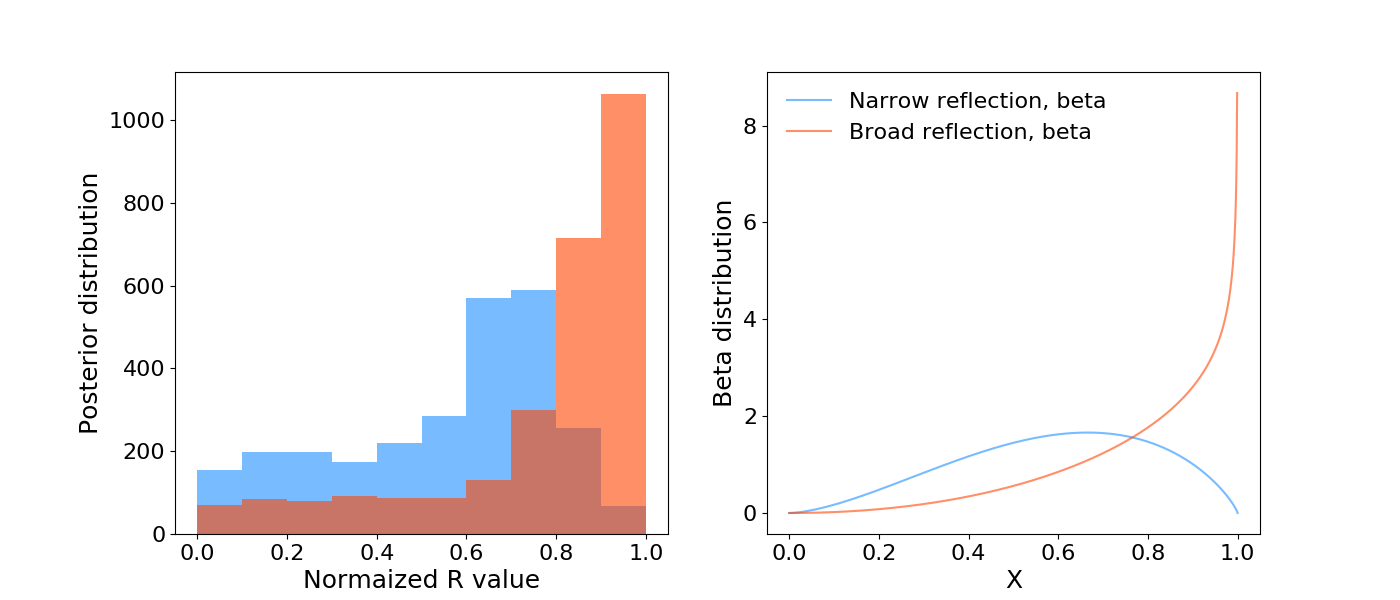 Posterior distribution
1000
800
600
400
200
0
0.0 0.2 0.4 0.6 0.8 1.0
Normaized R value
Beta distribution
8
6
4
2
0
0.0 0.2 0.4 0.6 0.8 1.0
X
Narrow reflection, beta
Broad reflection, beta